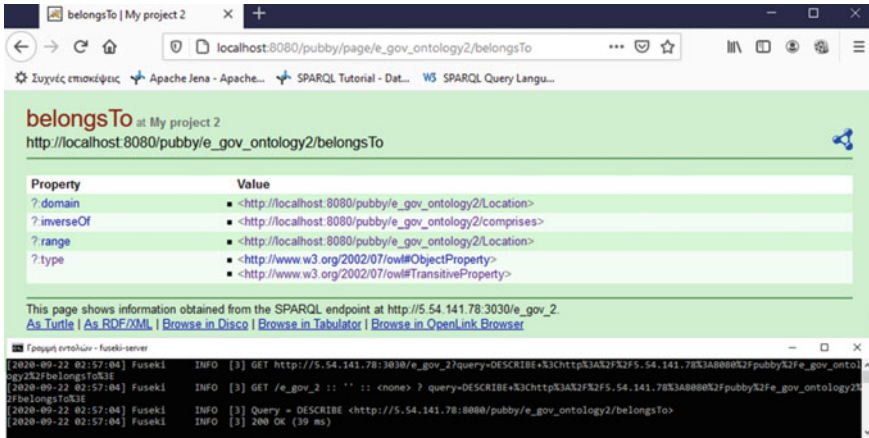 belongsTo | My project 2
localhost:8080/pubby/page/e_gov_ontology2/belongsTo
Συχνές επισκέψεις Apache Jena - Apache... SPARQL Tutorial - Dat... W3 SPARQL Query Langu...
belongsTo at My project 2
http://localhost:8080/pubby/e_gov_ontology2/belongsTo
Property Value
?:domain <http://localhost:8080/pubby/e_gov_ontology2/Location>
?:inverseOf <http://localhost:8080/pubby/e_gov_ontology2/comprises>
?:range <http://localhost:8080/pubby/e_gov_ontology2/Location>
?:type <http://www.w3.org/2002/07/owl#ObjectProperty>
<http://www.w3.org/2002/07/owl#TransitiveProperty>
This page shows information obtained from the SPARQL endpoint at http://5.54.141.78:3030/e_gov_2.
As Turtle | As RDF/XML | Browse in Disco | Browse in Tabulator | Browse in OpenLink Browser
Γραμμή εντολών - fuseki-server
[2020-09-22 02:57:04] Fuseki INFO [3] GET http://5.54.141.78:3030/e_gov_2?query=DESCRIBE+%3Chttp%3A%2F%2F5.54.141.78%3A8080%2Fpubby%2Fe_gov_ontol
ogy2%2FbelongsTo%3E
[2020-09-22 02:57:04] Fuseki INFO [3] GET /e_gov_2 :: '' :: <none> ? query=DESCRIBE+%3Chttp%3A%2F%2F5.54.141.78%3A8080%2Fpubby%2Fe_gov_ontology2%
2FbelongsTo%3E
[2020-09-22 02:57:04] Fuseki INFO [3] Query = DESCRIBE <http://5.54.141.78:8080/pubby/e_gov_ontology2/belongsTo>
[2020-09-22 02:57:04] Fuseki INFO [3] 200 OK (39 ms)